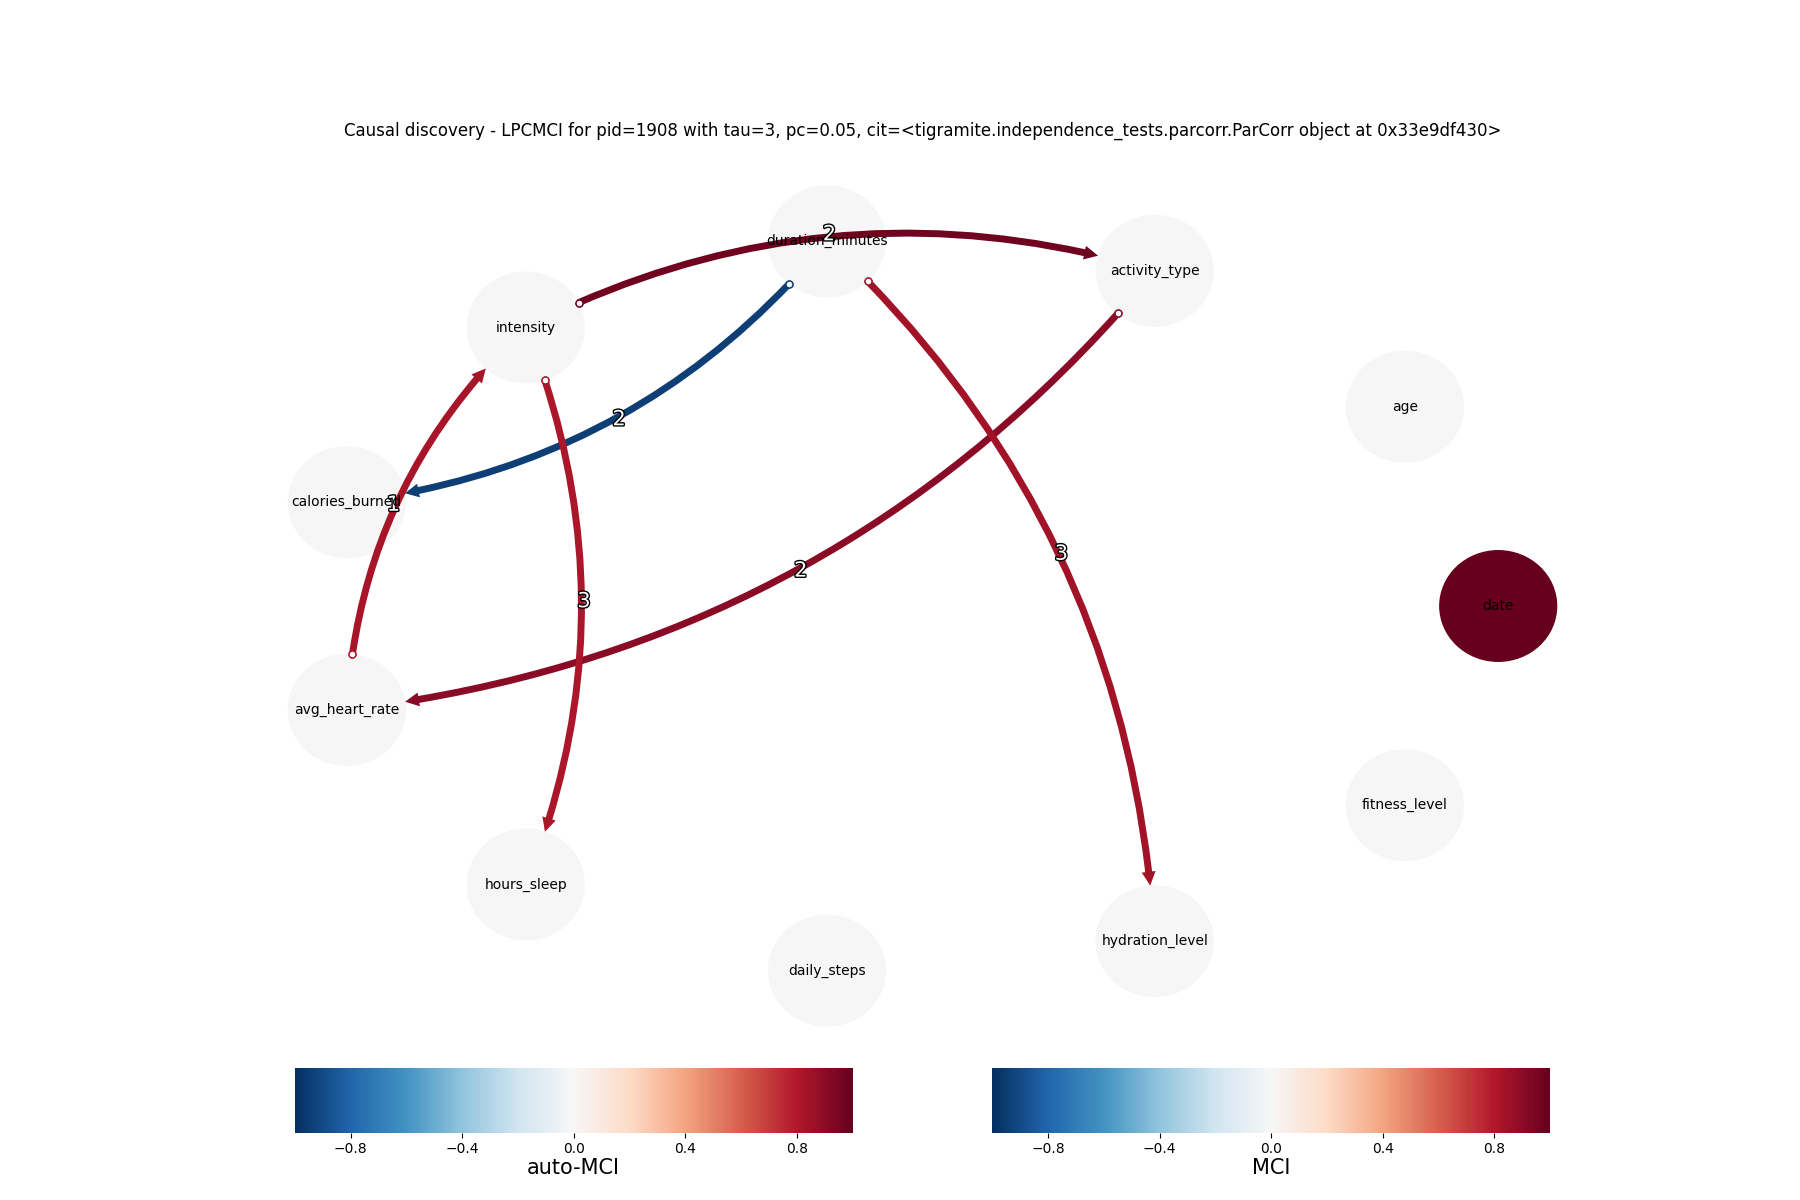 Causal discovery - LPCMCI for pid=1908 with tau=3, pc=0.05, cit=<tigramite.independence_tests.parcorr.ParCorr object at 0x33e9df430>
2
duration_minutes
activity_type
intensity
age
2
calories_burned
1
3
2
3
date
avg_heart_rate
fitness_level
hours_sleep
hydration_level
daily_steps
−0.8 −0.4 0.0 0.4 0.8
auto-MCI
−0.8 −0.4 0.0 0.4 0.8
MCI